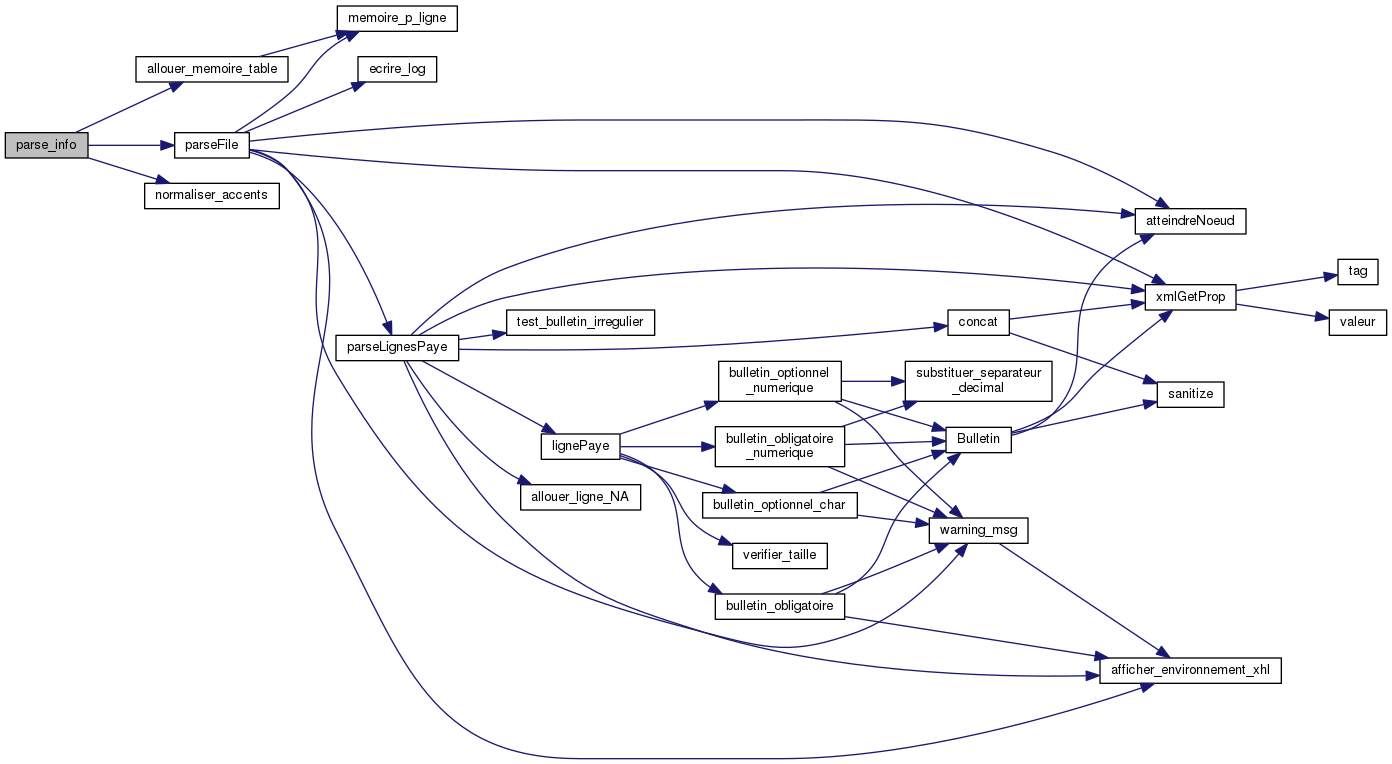 memoire_p_ligne
allouer_memoire_table
ecrire_log
parse_info
parseFile
normaliser_accents
atteindreNoeud
tag
xmlGetProp
valeur
test_bulletin_irregulier
concat
parseLignesPaye
bulletin_optionnel
_numerique
substituer_separateur
_decimal
sanitize
lignePaye
bulletin_obligatoire
_numerique
Bulletin
allouer_ligne_NA
bulletin_optionnel_char
warning_msg
verifier_taille
bulletin_obligatoire
afficher_environnement_xhl